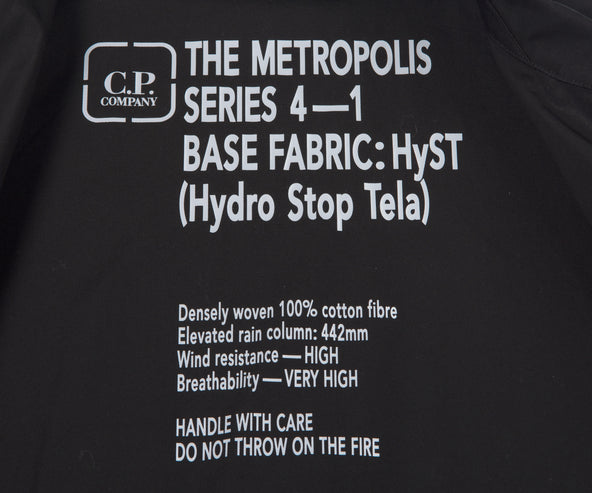 C.P.
COMPANY
THE METROPOLIS
SERIES 4—1
BASE FABRIC: HyST
(Hydro Stop Tela)
Densely woven 100% cotton fibre
Elevated rain column: 442mm
Wind resistance — HIGH
Breathability — VERY HIGH
HANDLE WITH CARE
DO NOT THROW ON THE FIRE